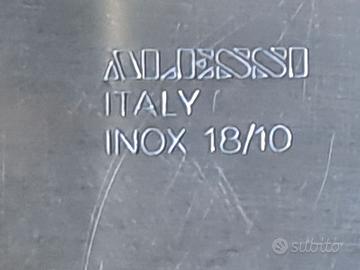 ALESSI
ITALY
INOX 18/10
subito